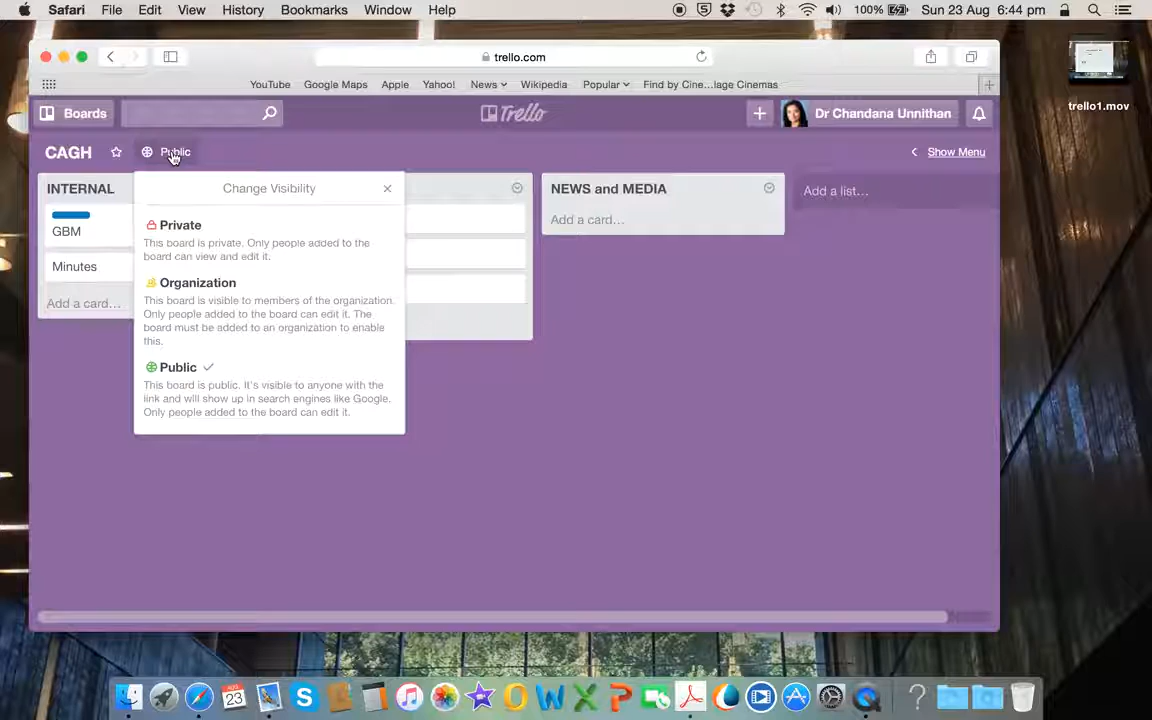 Safari File Edit View History Bookmarks Window Help 100% Sun 23 Aug 6:44 pm
trello.com
YouTube Google Maps Apple Yahoo! News Wikipedia Popular Find by Cine...lage Cinemas
trello1.mov
Boards Trello + Dr Chandana Unnithan
CAGH Public Show Menu
INTERNAL Change Visibility NEWS and MEDIA Add a list...
GBM
Minutes
Add a card...
Private
This board is private. Only people added to the
board can view and edit it.
Organization
This board is visible to members of the organization.
Only people added to the board can edit it. The
board must be added to an organization to enable
this.
Public
This board is public. It's visible to anyone with the
link and will show up in search engines like Google.
Only people added to the board can edit it.
Add a card...
AUG
23